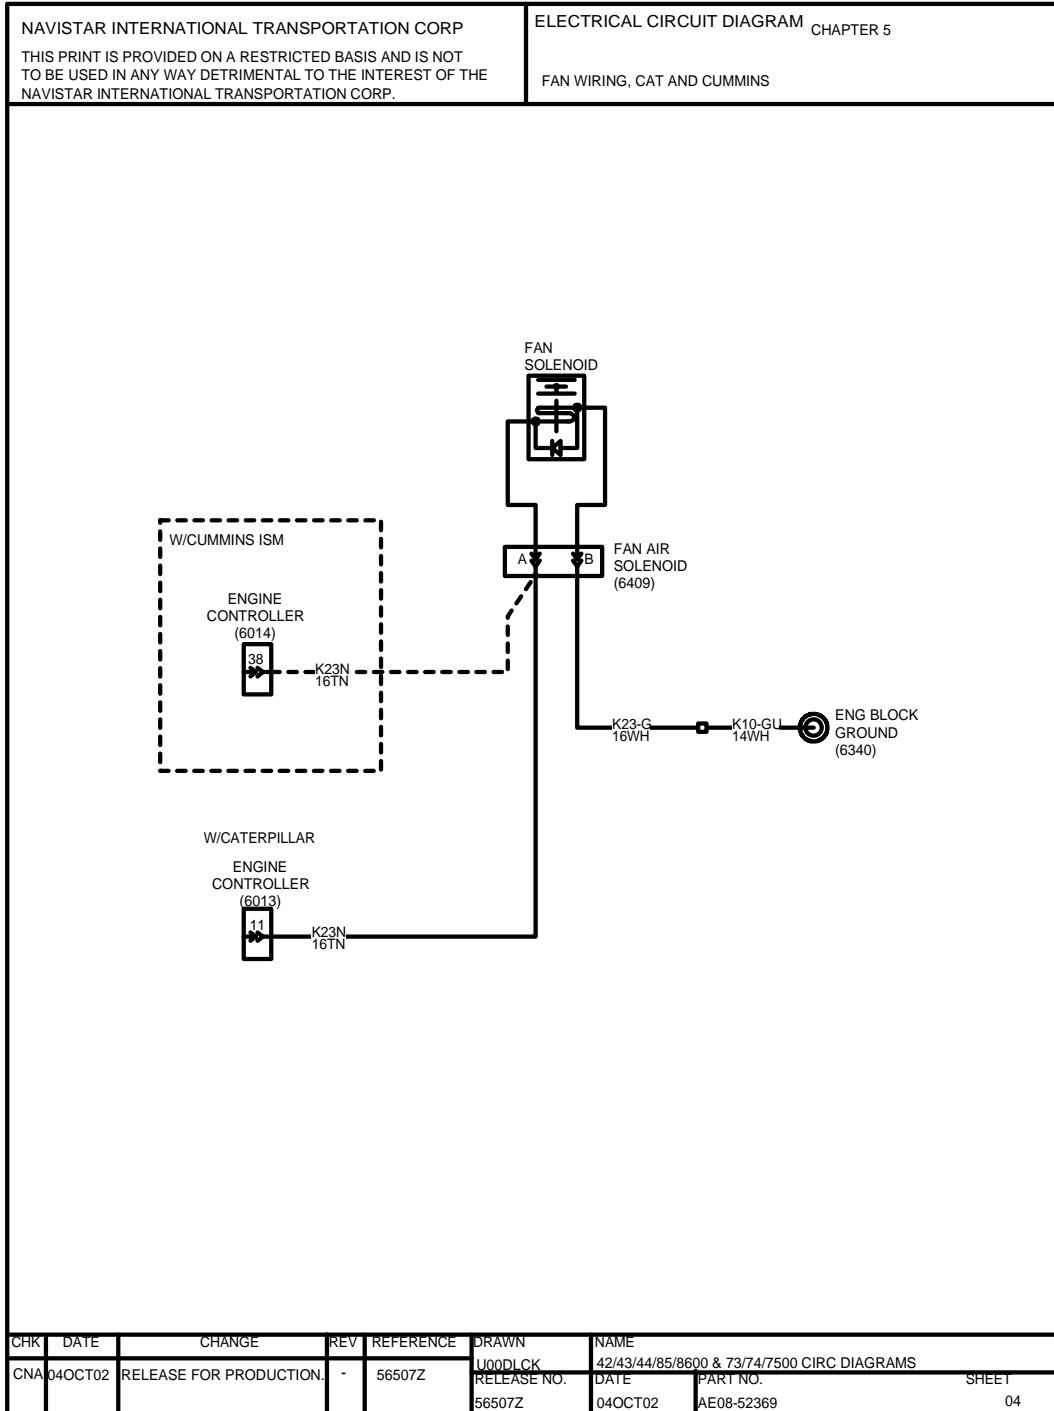 NAVISTAR INTERNATIONAL TRANSPORTATION CORP
THIS PRINT IS PROVIDED ON A RESTRICTED BASIS AND IS NOT
TO BE USED IN ANY WAY DETRIMENTAL TO THE INTEREST OF THE
NAVISTAR INTERNATIONAL TRANSPORTATION CORP.
ELECTRICAL CIRCUIT DIAGRAM CHAPTER 5
FAN WIRING, CAT AND CUMMINS
FAN
SOLENOID
A B
FAN AIR
SOLENOID
(6409)
W/CUMMINS ISM
ENGINE
CONTROLLER
(6014)
38
K23N
16TN
K23-G
16WH
K10-GU
14WH
ENG BLOCK
GROUND
(6340)
W/CATERPILLAR
ENGINE
CONTROLLER
(6013)
11
K23N
16TN
CHK DATE CHANGE REV REFERENCE DRAWN NAME
CNA 04OCT02 RELEASE FOR PRODUCTION. - 56507Z
U00DLCK 42/43/44/85/8600 & 73/74/7500 CIRC DIAGRAMS
RELEASE NO. DATE PART NO. SHEET
56507Z 04OCT02 AE08-52369 04